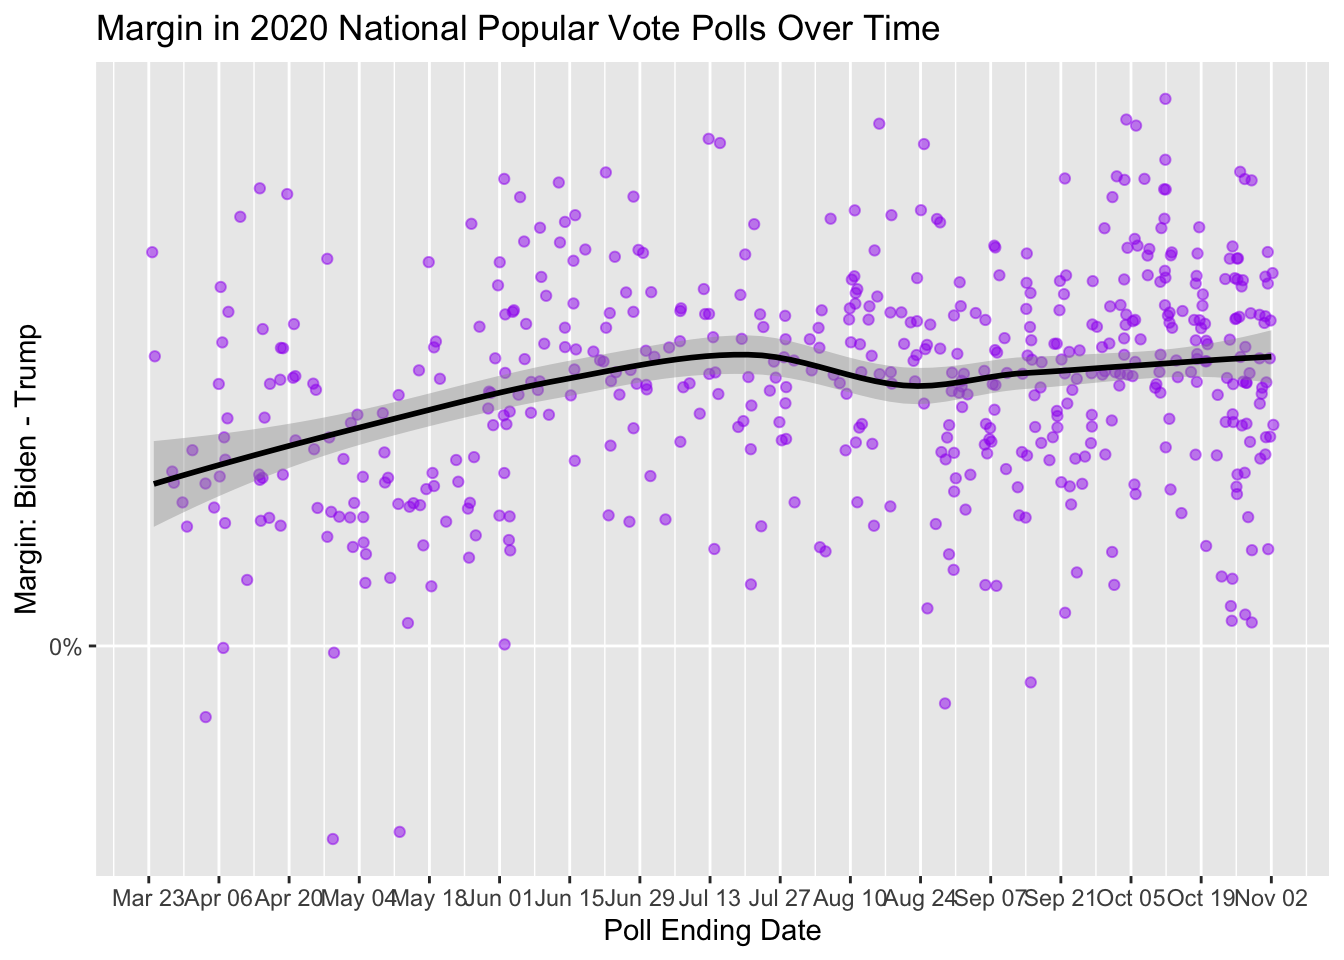 Margin in 2020 National Popular Vote Polls Over Time
Margin: Biden - Trump
0%
Mar 23 Apr 06 Apr 20 May 04 May 18 Jun 01 Jun 15 Jun 29 Jul 13 Jul 27 Aug 10 Aug 24 Sep 07 Sep 21 Oct 05 Oct 19 Nov 02
Poll Ending Date